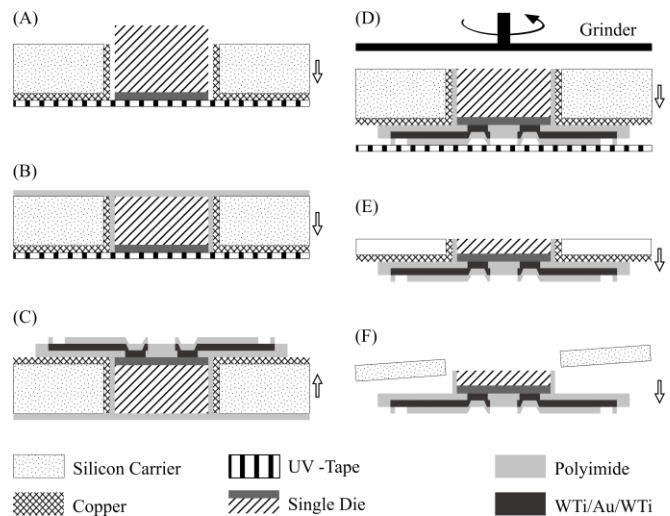 (A)
(D)
Grinder
(B)
(E)
(C)
(F)
Silicon Carrier
UV -Tape
Polyimide
Copper
Single Die
WTi/Au/WTi